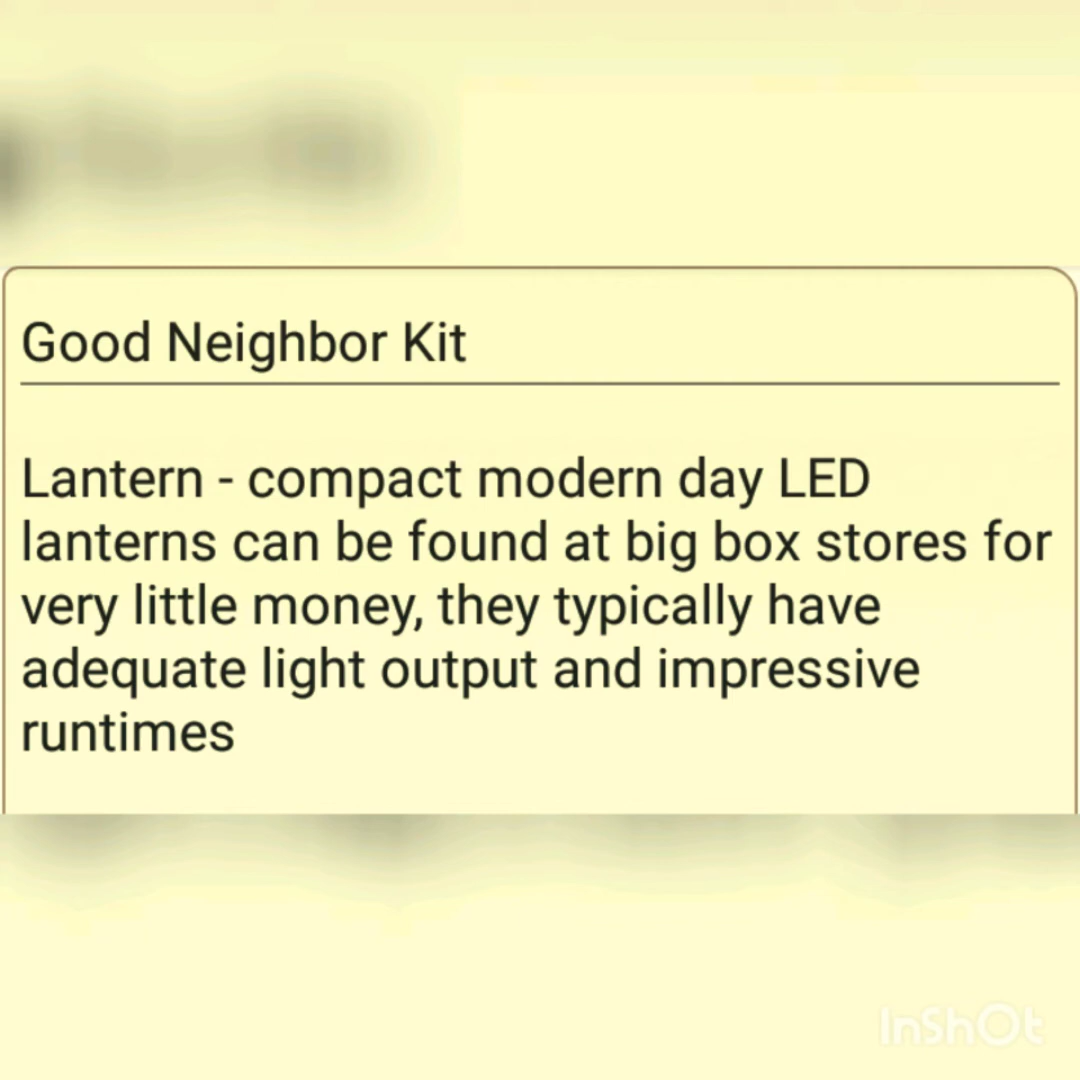 Good Neighbor Kit
Lantern - compact modern day LED
lanterns can be found at big box stores for
very little money, they typically have
adequate light output and impressive
runtimes
InShOt